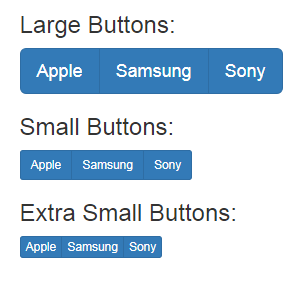 Large Buttons:
Apple Samsung Sony
Small Buttons:
Apple Samsung Sony
Extra Small Buttons:
Apple Samsung Sony